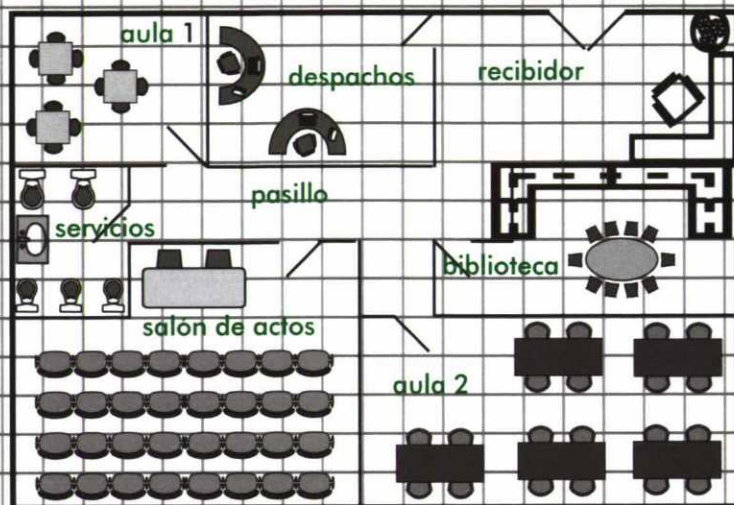 aula 1
despachos
recibidor
pasillo
servicios
biblioteca
salón de actos
aula 2